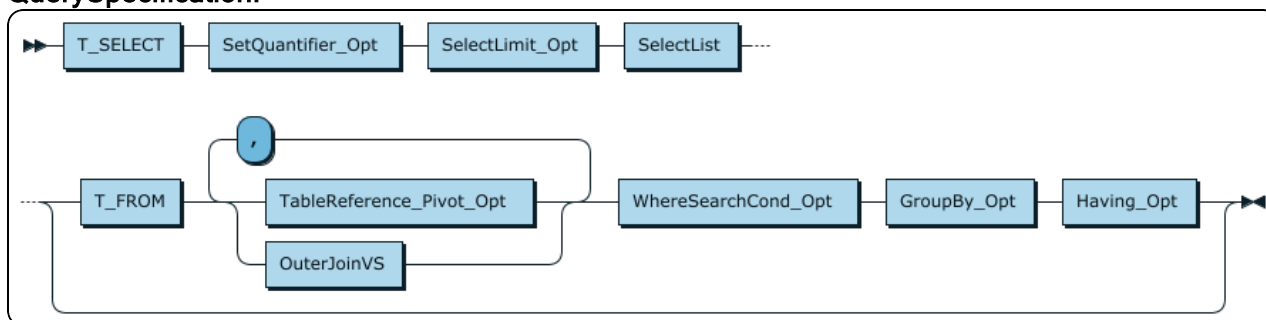 QuerySpecification:
T_SELECT SetQuantifier_Opt SelectLimit_Opt SelectList
,
T_FROM TableReference_Pivot_Opt WhereSearchCond_Opt GroupBy_Opt Having_Opt
OuterJoinVS